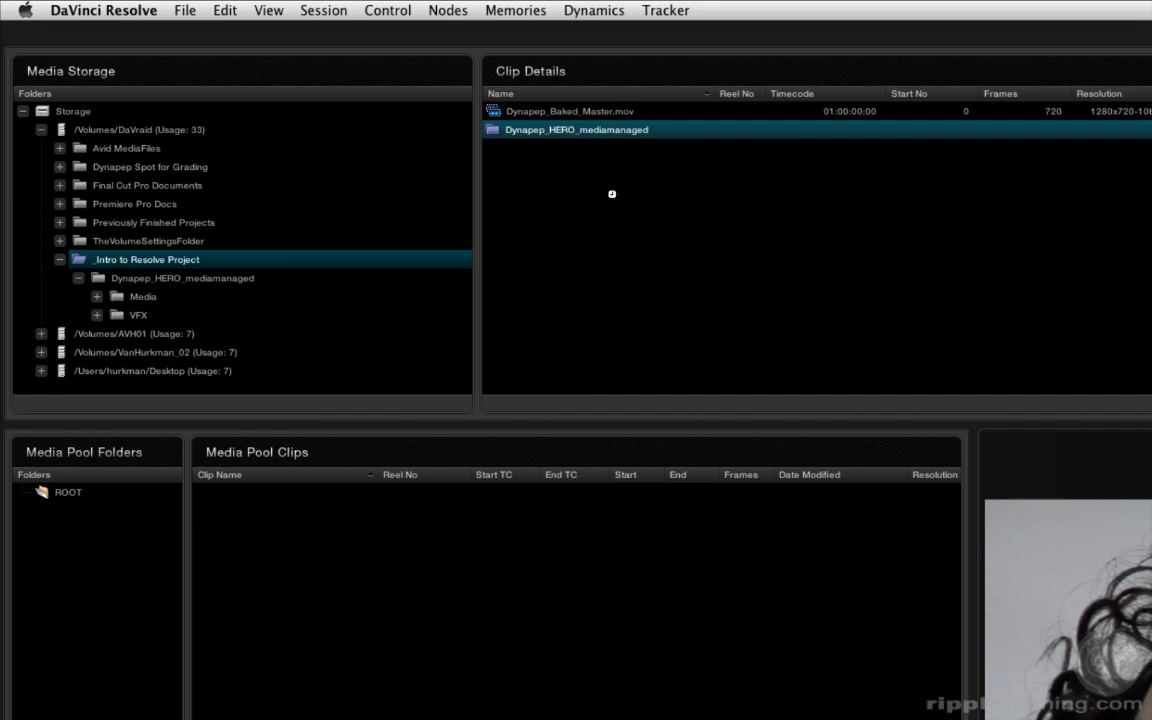 DaVinci Resolve File Edit View Session Control Nodes Memories Dynamics Tracker
Media Storage
Folders
Storage
/Volumes/DaVraid (Usage: 33)
Avid MediaFiles
Dynapep Spot for Grading
Final Cut Pro Documents
Premiere Pro Docs
Previously Finished Projects
TheVolumeSettingsFolder
_Intro to Resolve Project
Dynapep_HERO_mediamanaged
Media
VFX
/Volumes/AVH01 (Usage: 7)
/Volumes/VanHurkman_02 (Usage: 7)
/Users/hurkman/Desktop (Usage: 7)
Clip Details
Name Reel No Timecode Start No Frames Resolution
Dynapep_Baked_Master.mov 01:00:00:00 0 720 1280x720-10b
Dynapep_HERO_mediamanaged
Media Pool Folders
Folders
ROOT
Media Pool Clips
Clip Name Reel No Start TC End TC Start End Frames Date Modified Resolution